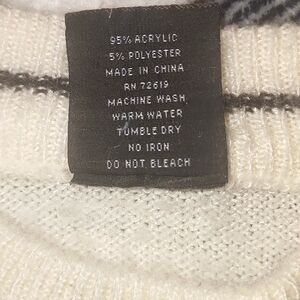 95% ACRYLIC
5% POLYESTER
MADE IN CHINA
RN 72619
MACHINE WASH
WARM WATER
TUMBLE DRY
NO IRON
DO NOT BLEACH